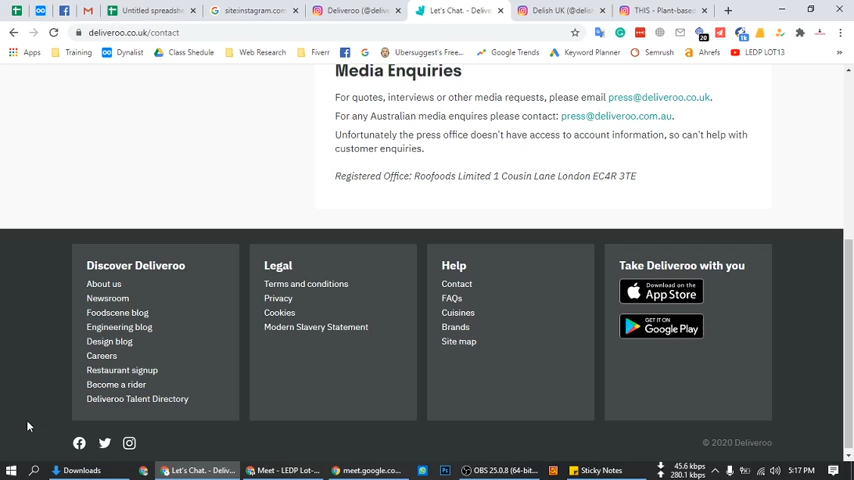 Untitled spreadshe
site:instagram.com
Deliveroo (@delive
Let's Chat. - Delive
Delish UK (@delis
THIS - Plant-based
deliveroo.co.uk/contact
Apps
Training
Dynalist
Class Shedule
Web Research
Fiverr
Ubersuggest's Free...
Google Trends
Keyword Planner
Semrush
Ahrefs
LEDP LOT13
Media Enquiries
For quotes, interviews or other media requests, please email press@deliveroo.co.uk.
For any Australian media enquires please contact: press@deliveroo.com.au.
Unfortunately the press office doesn't have access to account information, so can't help with
customer enquiries.
Registered Office: Roofoods Limited 1 Cousin Lane London EC4R 3TE
Discover Deliveroo
About us
Newsroom
Foodscene blog
Engineering blog
Design blog
Careers
Restaurant signup
Become a rider
Deliveroo Talent Directory
Legal
Terms and conditions
Privacy
Cookies
Modern Slavery Statement
Help
Contact
FAQs
Cuisines
Brands
Site map
Take Deliveroo with you
Download on the
App Store
GET IT ON
Google Play
© 2020 Deliveroo
Downloads
Let's Chat. - Deliv...
Meet - LEDP Lot-...
meet.google.co...
OBS 25.0.8 (64-bit...
Sticky Notes
45.6 kbps
280.1 kbps
5:17 PM